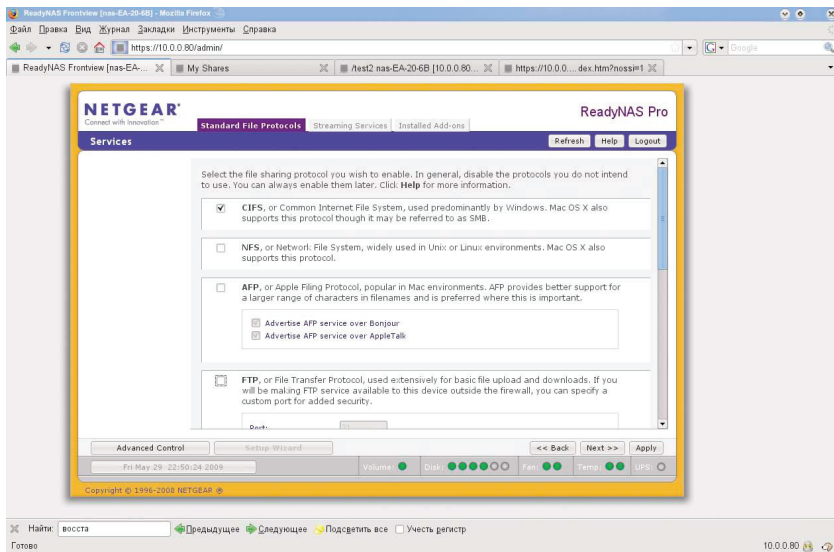 ReadyNAS Frontview [nas-EA-20-6B] - Mozilla Firefox
Файл Правка Вид Журнал Закладки Инструменты Справка
https://10.0.0.80/admin/
Google
ReadyNAS Frontview [nas-EA-...
My Shares
/test2 nas-EA-20-6B [10.0.0.80...
https://10.0.0....dex.htm?nossi=1
NETGEAR
Connect with Innovation™
ReadyNAS Pro
Standard File Protocols
Streaming Services
Installed Add-ons
Services
Refresh
Help
Logout
Select the file sharing protocol you wish to enable. In general, disable the protocols you do not intend
to use. You can always enable them later. Click Help for more information.
CIFS, or Common Internet File System, used predominantly by Windows. Mac OS X also
supports this protocol though it may be referred to as SMB.
NFS, or Network File System, widely used in Unix or Linux environments. Mac OS X also
supports this protocol.
AFP, or Apple Filing Protocol, popular in Mac environments. AFP provides better support for
a larger range of characters in filenames and is preferred where this is important.
Advertise AFP service over Bonjour
Advertise AFP service over AppleTalk
FTP, or File Transfer Protocol, used extensively for basic file upload and downloads. If you
will be making FTP service available to this device outside the firewall, you can specify a
custom port for added security.
Port:
Advanced Control
Setup Wizard
<< Back
Next >>
Apply
Fri May 29 22:50:24 2009
Volume:
Disk:
Fan:
Temp:
UPS:
Copyright © 1996-2008 NETGEAR ®
Найти:
восста
Предыдущее
Следующее
Подсветить все
Учесть регистр
Готово
10.0.0.80